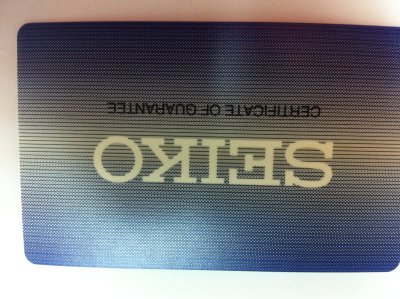 SEIKO
CERTIFICATE OF GUARANTEE